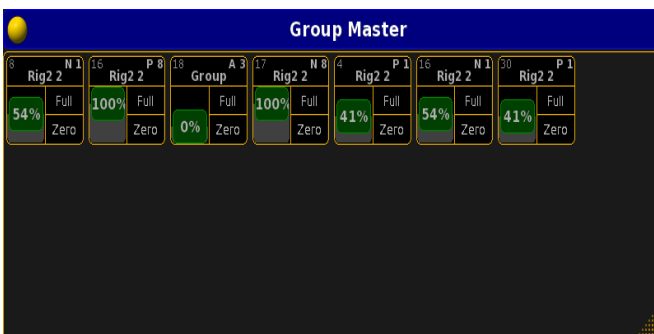 Group Master
8 N 1 16 P 8 18 A 3 17 N 8 4 P 1 16 N 1 30 P 1
Rig2 2 Rig2 2 Group Rig2 2 Rig2 2 Rig2 2 Rig2 2
54% Full 100% Full Full 100% Full 41% Full 54% Full 41% Full
Zero Zero 0% Zero Zero Zero Zero Zero